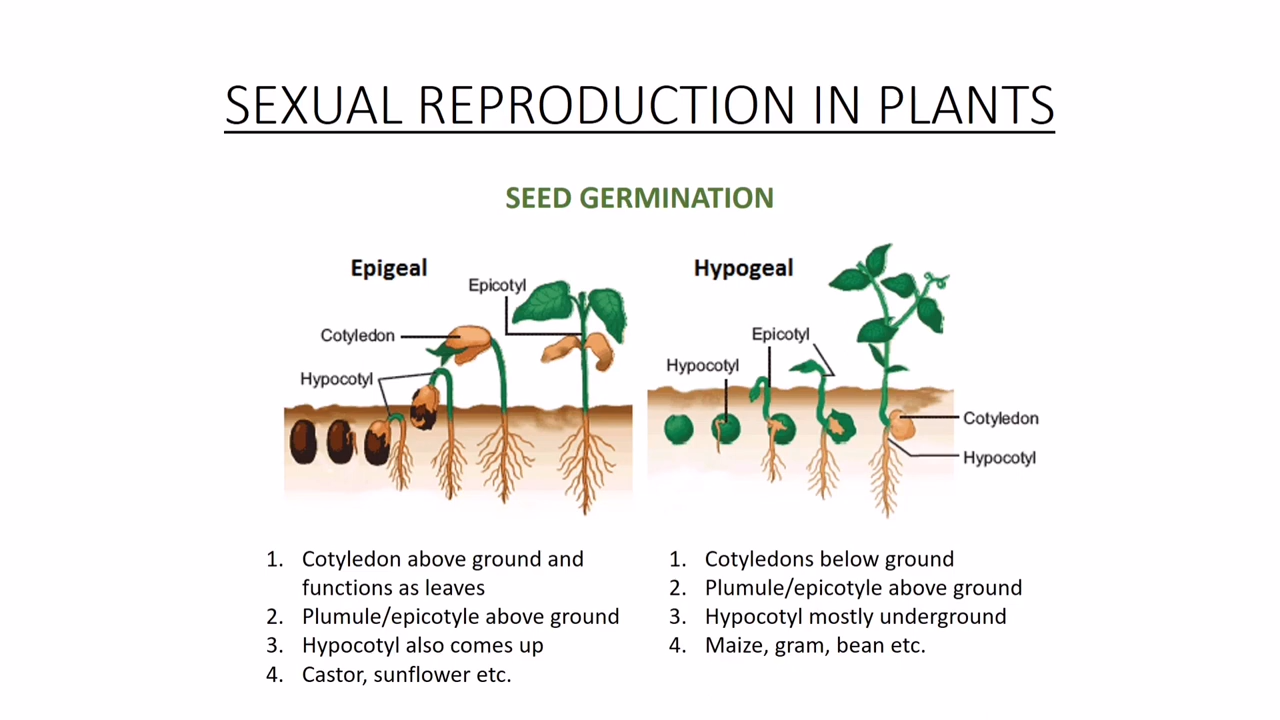 SEXUAL REPRODUCTION IN PLANTS
SEED GERMINATION
Epigeal
Epicotyl
Cotyledon
Hypocotyl
Hypogeal
Epicotyl
Hypocotyl
Cotyledon
Hypocotyl
1. Cotyledon above ground and
functions as leaves
2. Plumule/epicotyle above ground
3. Hypocotyl also comes up
4. Castor, sunflower etc.
1. Cotyledons below ground
2. Plumule/epicotyle above ground
3. Hypocotyl mostly underground
4. Maize, gram, bean etc.